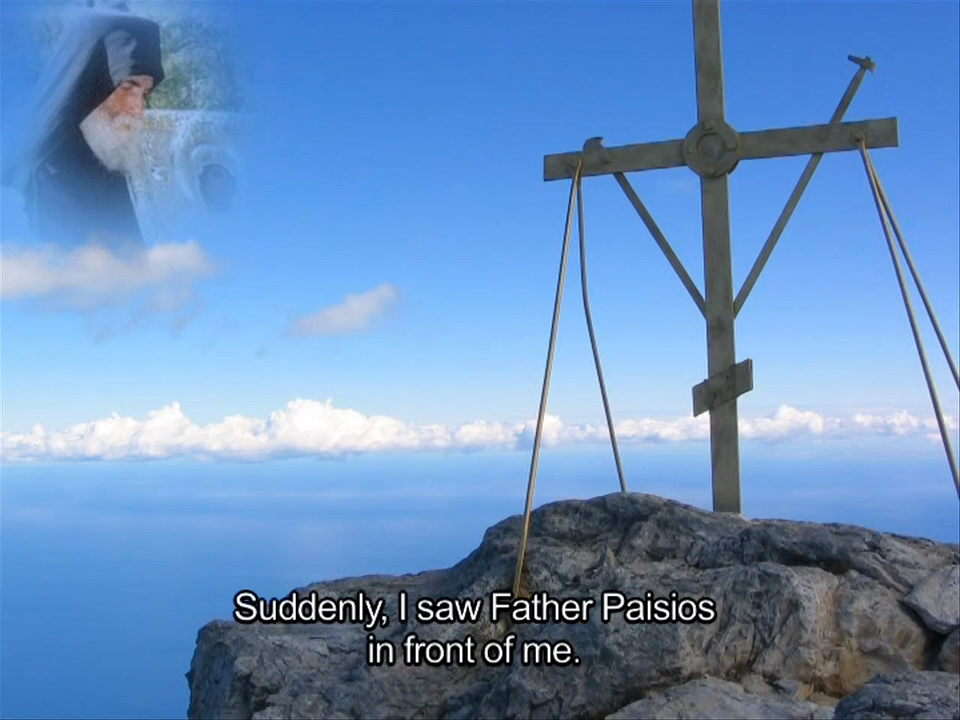 Suddenly, I saw Father Paisios
in front of me.